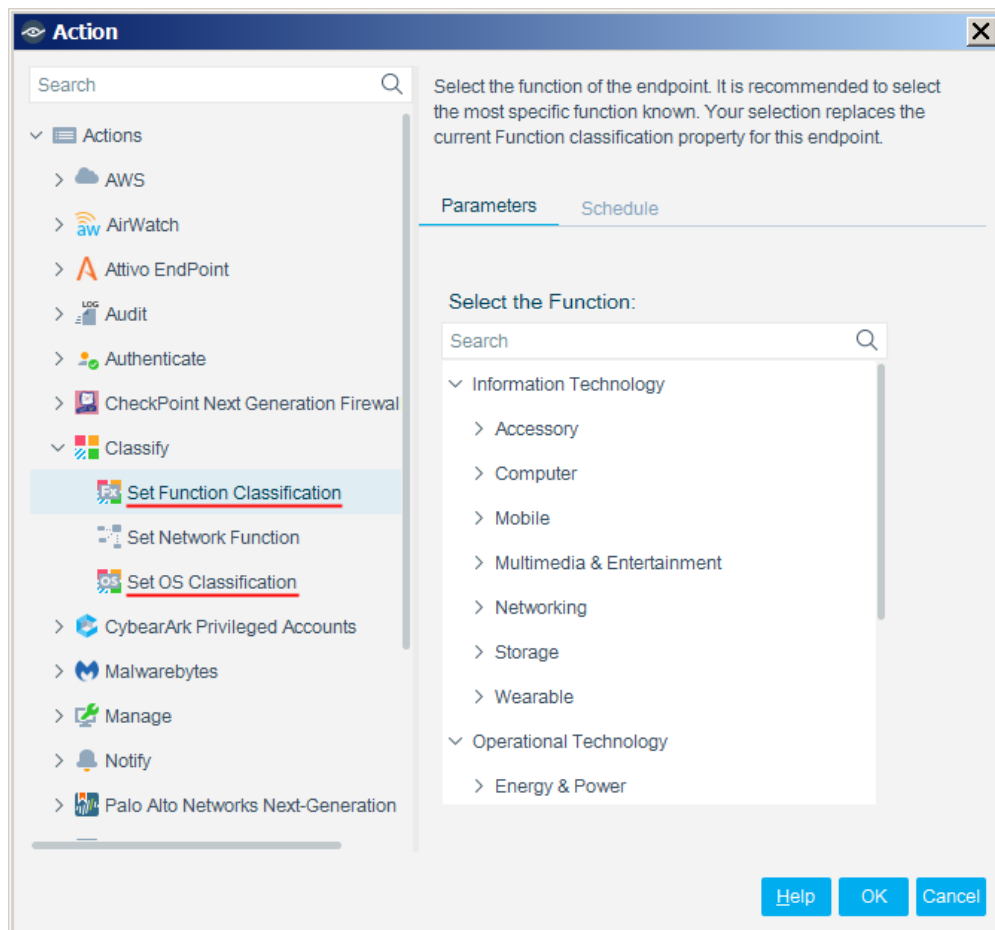 Action
Search
Actions
AWS
aw AirWatch
Attivo EndPoint
LOG
Audit
Authenticate
CheckPoint Next Generation Firewal
Classify
Fx Set Function Classification
Set Network Function
OS Set OS Classification
CybearArk Privileged Accounts
Malwarebytes
Manage
Notify
Palo Alto Networks Next-Generation
Select the function of the endpoint. It is recommended to select
the most specific function known. Your selection replaces the
current Function classification property for this endpoint.
Parameters Schedule
Select the Function:
Search
Information Technology
Accessory
Computer
Mobile
Multimedia & Entertainment
Networking
Storage
Wearable
Operational Technology
Energy & Power
Help OK Cancel